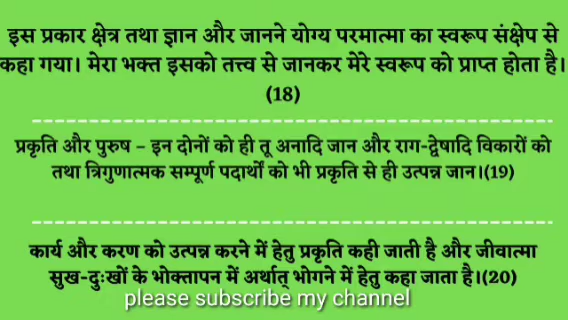 इस प्रकार क्षेत्र तथा ज्ञान और जानने योग्य परमात्मा का स्वरूप संक्षेप से
कहा गया। मेरा भक्त इसको तत्त्व से जानकर मेरे स्वरूप को प्राप्त होता है।
(18)
प्रकृति और पुरुष – इन दोनों को ही तू अनादि जान और राग-द्वेषादि विकारों को
तथा त्रिगुणात्मक सम्पूर्ण पदार्थों को भी प्रकृति से ही उत्पन्न जान।(19)
कार्य और करण को उत्पन्न करने में हेतु प्रकृति कही जाती है और जीवात्मा
सुख-दुःखों के भोक्तापन में अर्थात् भोगने में हेतु कहा जाता है।(20)
please subscribe my channel